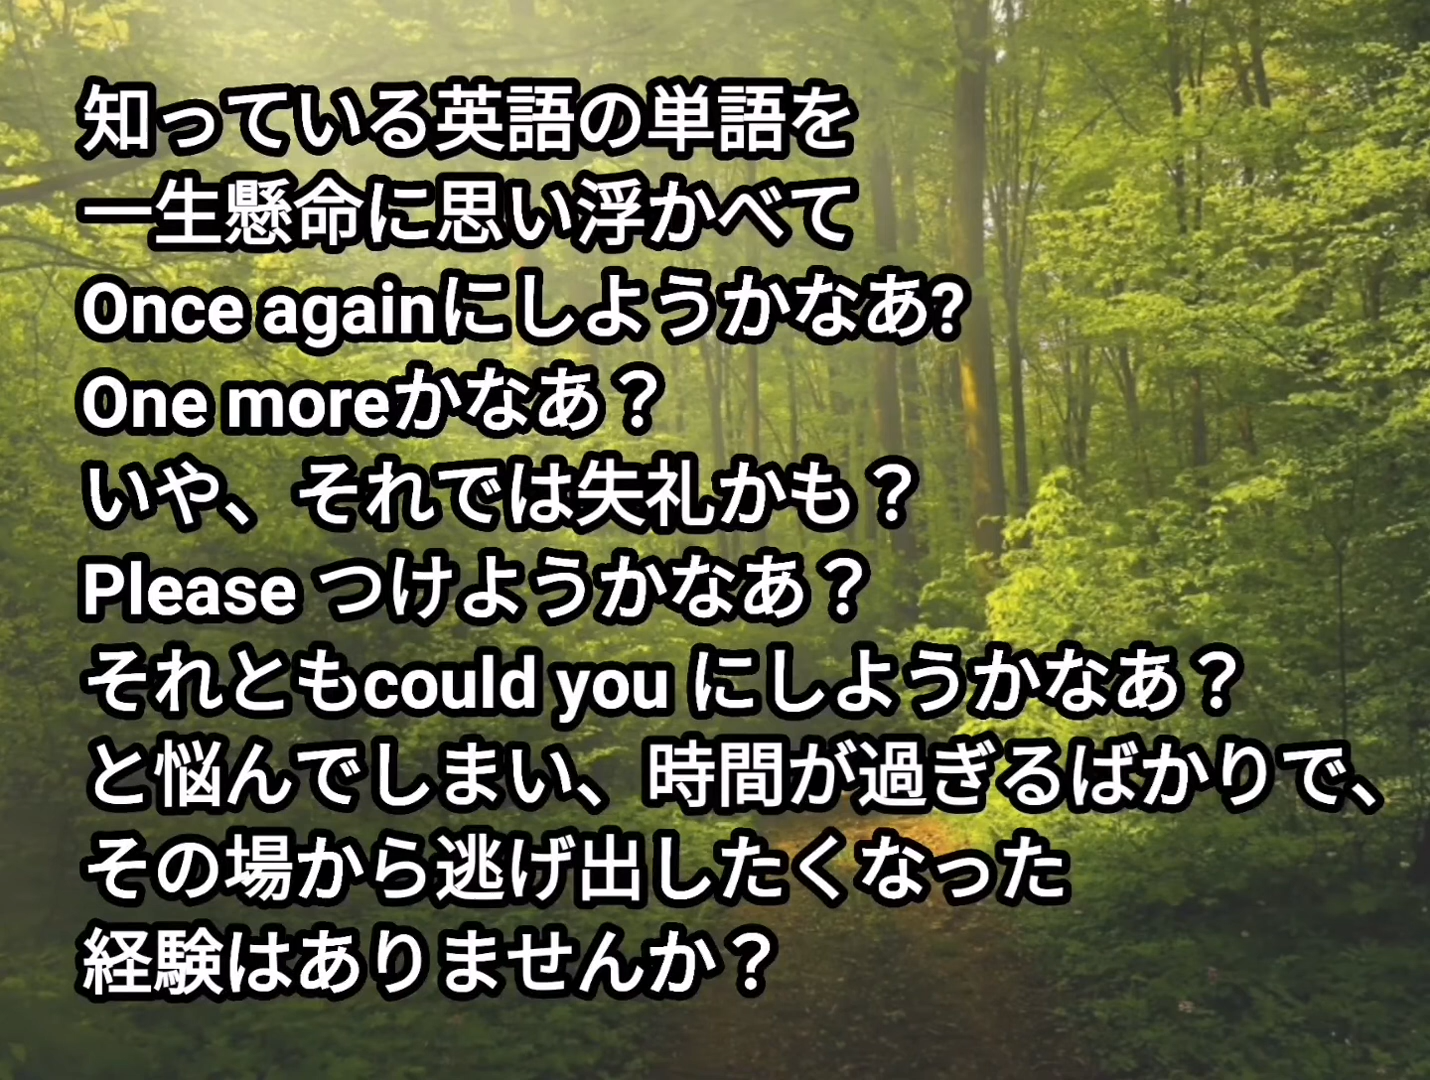 知っている英語の単語を
一生懸命に思い浮かべて
Once againにしようかなあ?
One moreかなあ？
いや、それでは失礼かも？
Please つけようかなあ？
それともcould you にしようかなあ？
と悩んでしまい、時間が過ぎるばかりで、
その場から逃げ出したくなった
経験はありませんか？